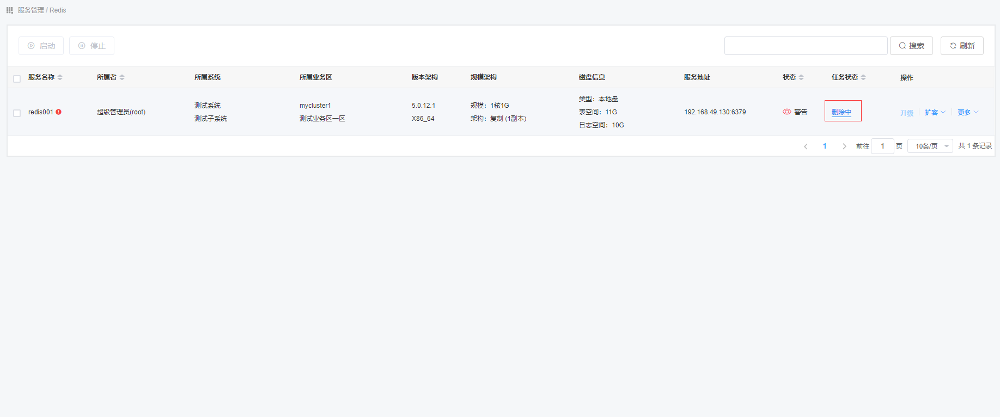 服务管理 / Redis
启动 停止 搜索 刷新
服务名称 所属者 所属系统 所属业务区 版本架构 规模架构 磁盘信息 服务地址 状态 任务状态 操作
redis001
超级管理员(root)
测试系统
测试子系统
mycluster1
测试业务区一区
5.0.12.1
X86_64
规模：1核1G
架构：复制 (1副本)
类型：本地盘
表空间：11G
日志空间：10G
192.168.49.130:6379
警告
删除中
升级 扩容 更多
1 前往 1 页 10条/页 共 1 条记录